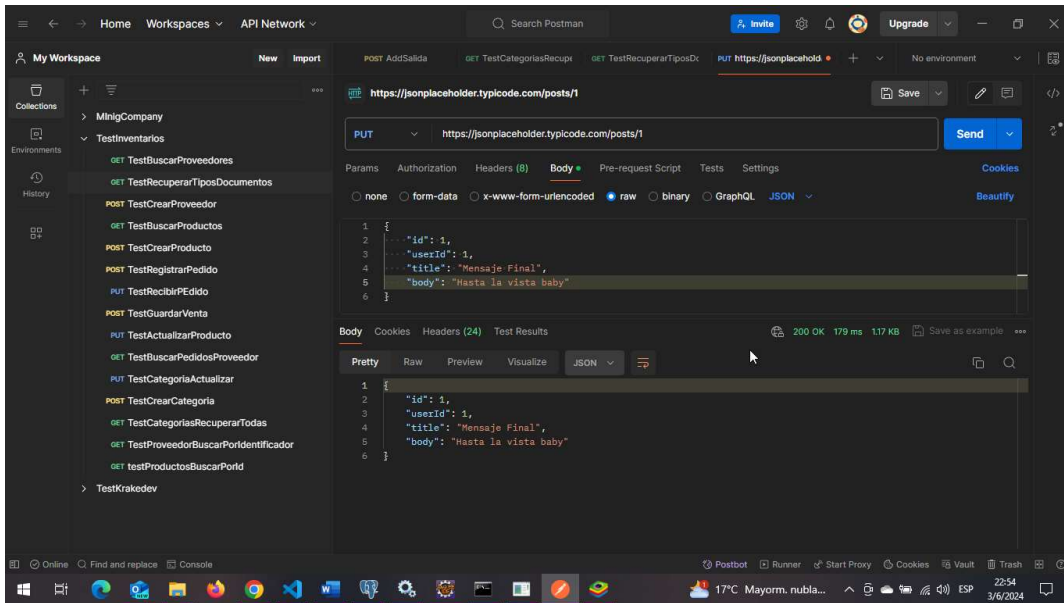 Home Workspaces API Network Search Postman Invite Upgrade
My Workspace New Import POST AddSalida GET TestCategoriasRecupe GET TestRecuperarTiposDc PUT https://jsonplacehold. No environment
Collections
Environments
History
MInigCompany
TestInventarios
GET TestBuscarProveedores
GET TestRecuperarTiposDocumentos
POST TestCrearProveedor
GET TestBuscarProductos
POST TestCrearProducto
POST TestRegistrarPedido
PUT TestRecibirPEdido
POST TestGuardarVenta
PUT TestActualizarProducto
GET TestBuscarPedidosProveedor
PUT TestCategoriaActualizar
POST TestCrearCategoria
GET TestCategoriasRecuperarTodas
GET TestProveedorBuscarPorIdentificador
GET testProductosBuscarPorId
TestKrakedev
HTTP https://jsonplaceholder.typicode.com/posts/1 Save
PUT https://jsonplaceholder.typicode.com/posts/1 Send
Params Authorization Headers (8) Body Pre-request Script Tests Settings Cookies
none form-data x-www-form-urlencoded raw binary GraphQL JSON Beautify
1 {
2 "id": 1,
3 "userId": 1,
4 "title": "Mensaje Final",
5 "body": "Hasta la vista baby"
6 }
Body Cookies Headers (24) Test Results 200 OK 179 ms 1.17 KB Save as example
Pretty Raw Preview Visualize JSON
1 {
2 "id": 1,
3 "userId": 1,
4 "title": "Mensaje Final",
5 "body": "Hasta la vista baby"
6 }
Online Find and replace Console Postbot Runner Start Proxy Cookies Vault Trash
17°C Mayorm. nubla... ESP 22:54
3/6/2024